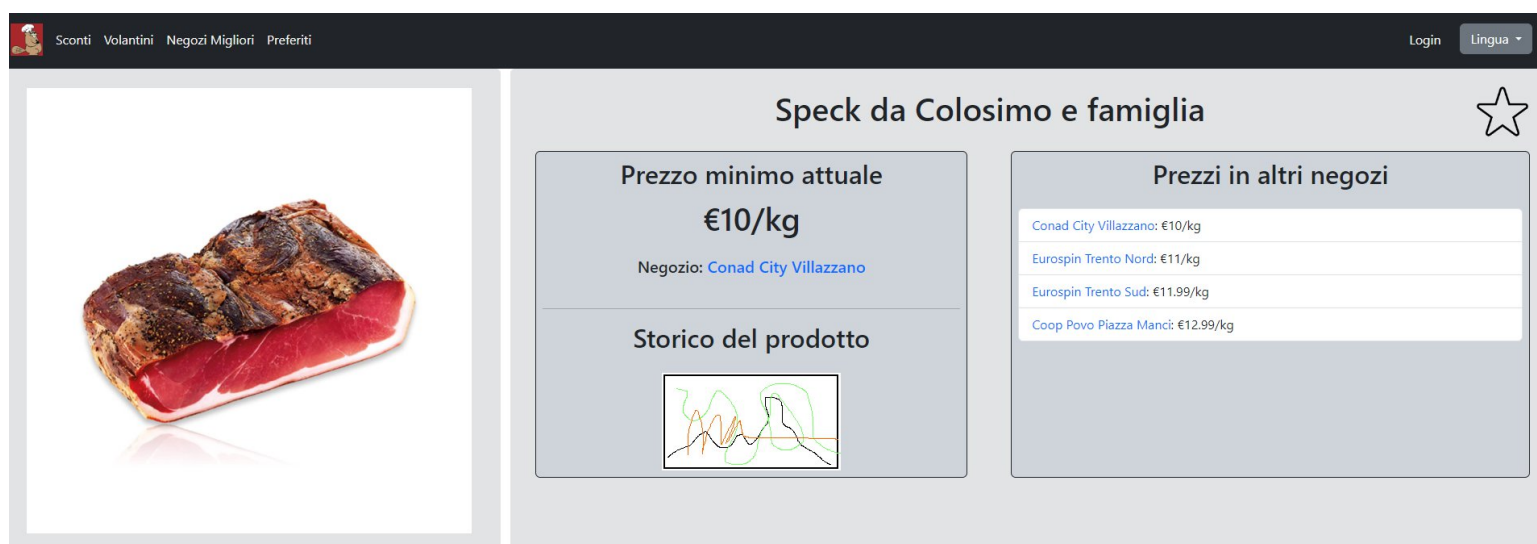 Sconti Volantini Negozi Migliori Preferiti Login Lingua
Speck da Colosimo e famiglia
Prezzo minimo attuale
€10/kg
Negozio: Conad City Villazzano
Storico del prodotto
Prezzi in altri negozi
Conad City Villazzano: €10/kg
Eurospin Trento Nord: €11/kg
Eurospin Trento Sud: €11.99/kg
Coop Povo Piazza Manci: €12.99/kg